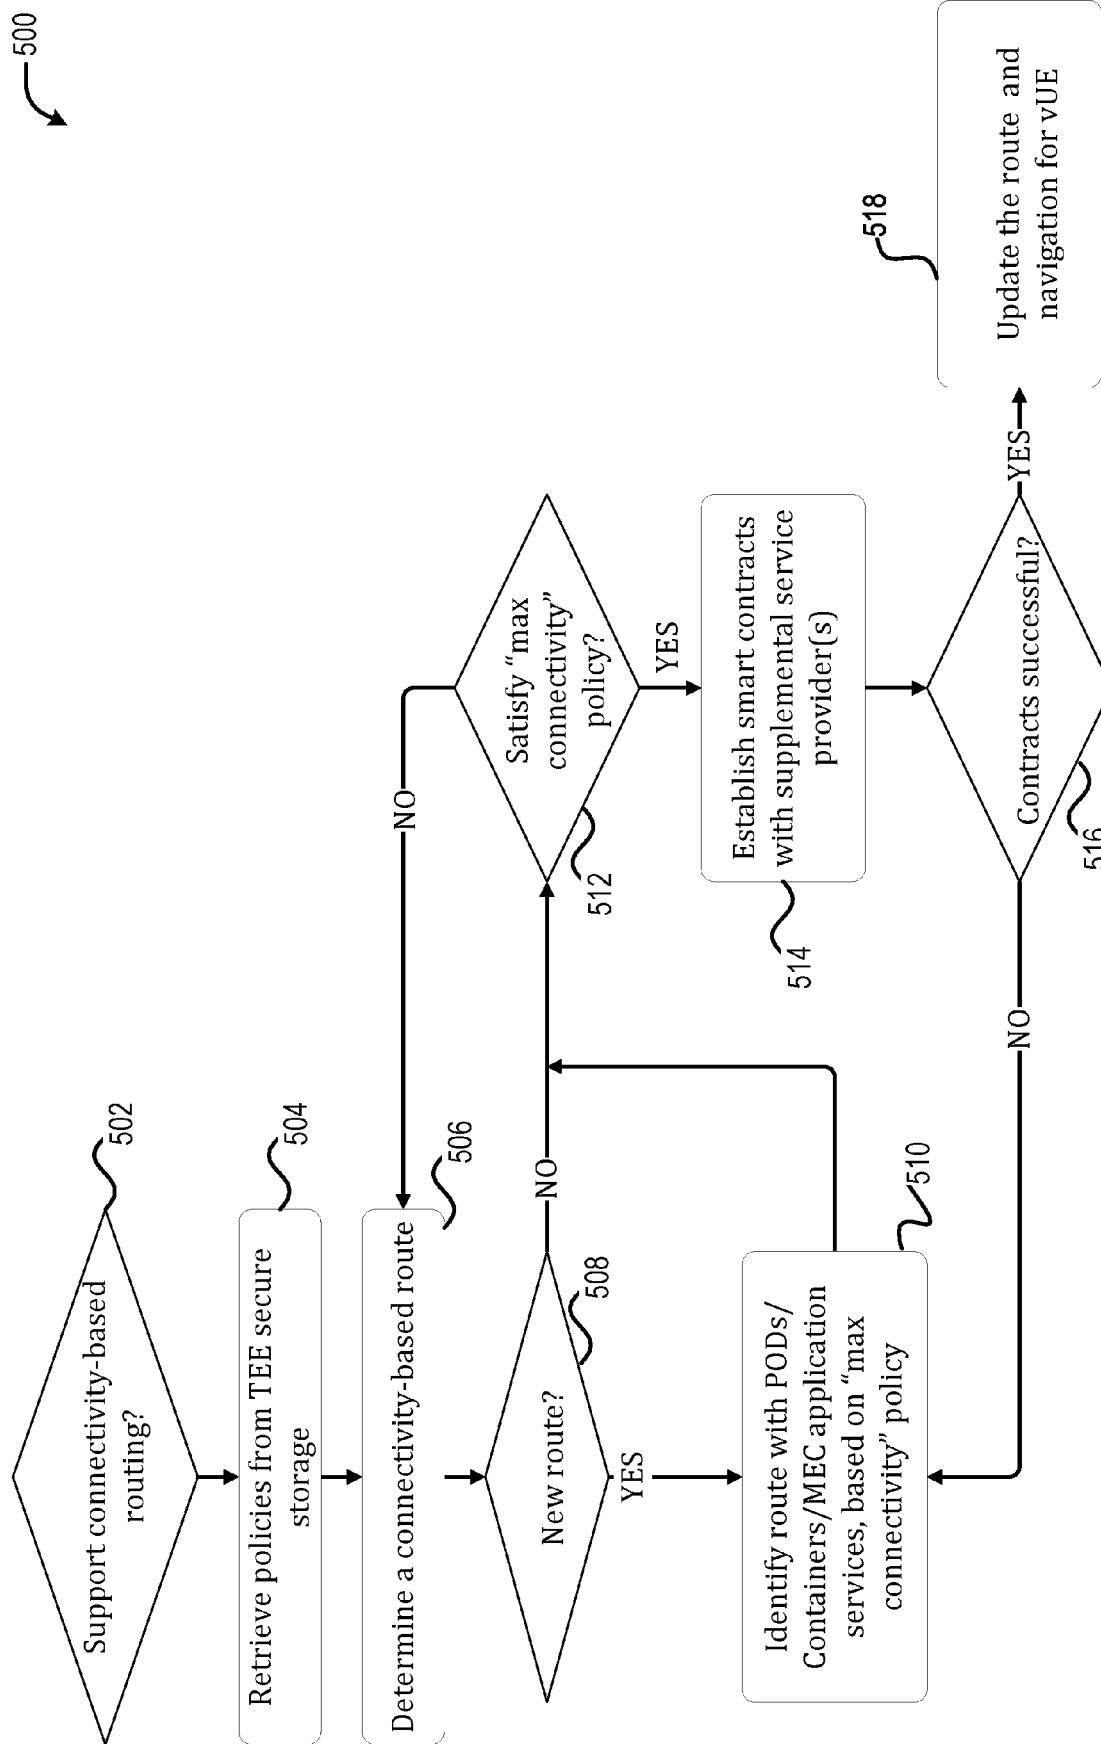 500
Support connectivity-based
routing?
502
Retrieve policies from TEE secure
storage
504
Determine a connectivity-based route
506
New route?
508
NO
YES
Identify route with PODs/
Containers/MEC application
services, based on “max
connectivity” policy
510
Satisfy “max
connectivity”
policy?
512
NO
YES
Establish smart contracts
with supplemental service
provider(s)
514
Contracts successful?
516
NO
YES
Update the route and
navigation for vUE
518